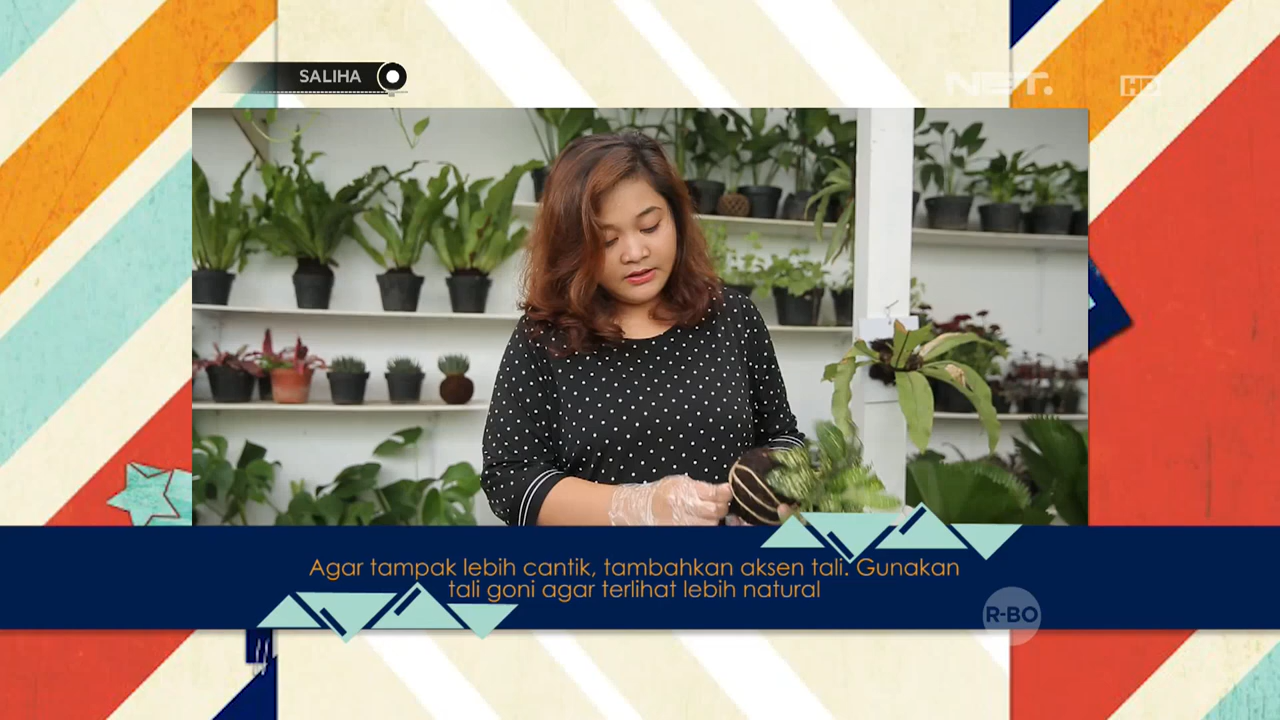 SALIHA
NET.
HD
Agar tampak lebih cantik, tambahkan aksen tali. Gunakan
tali goni agar terlihat lebih natural
R-BO